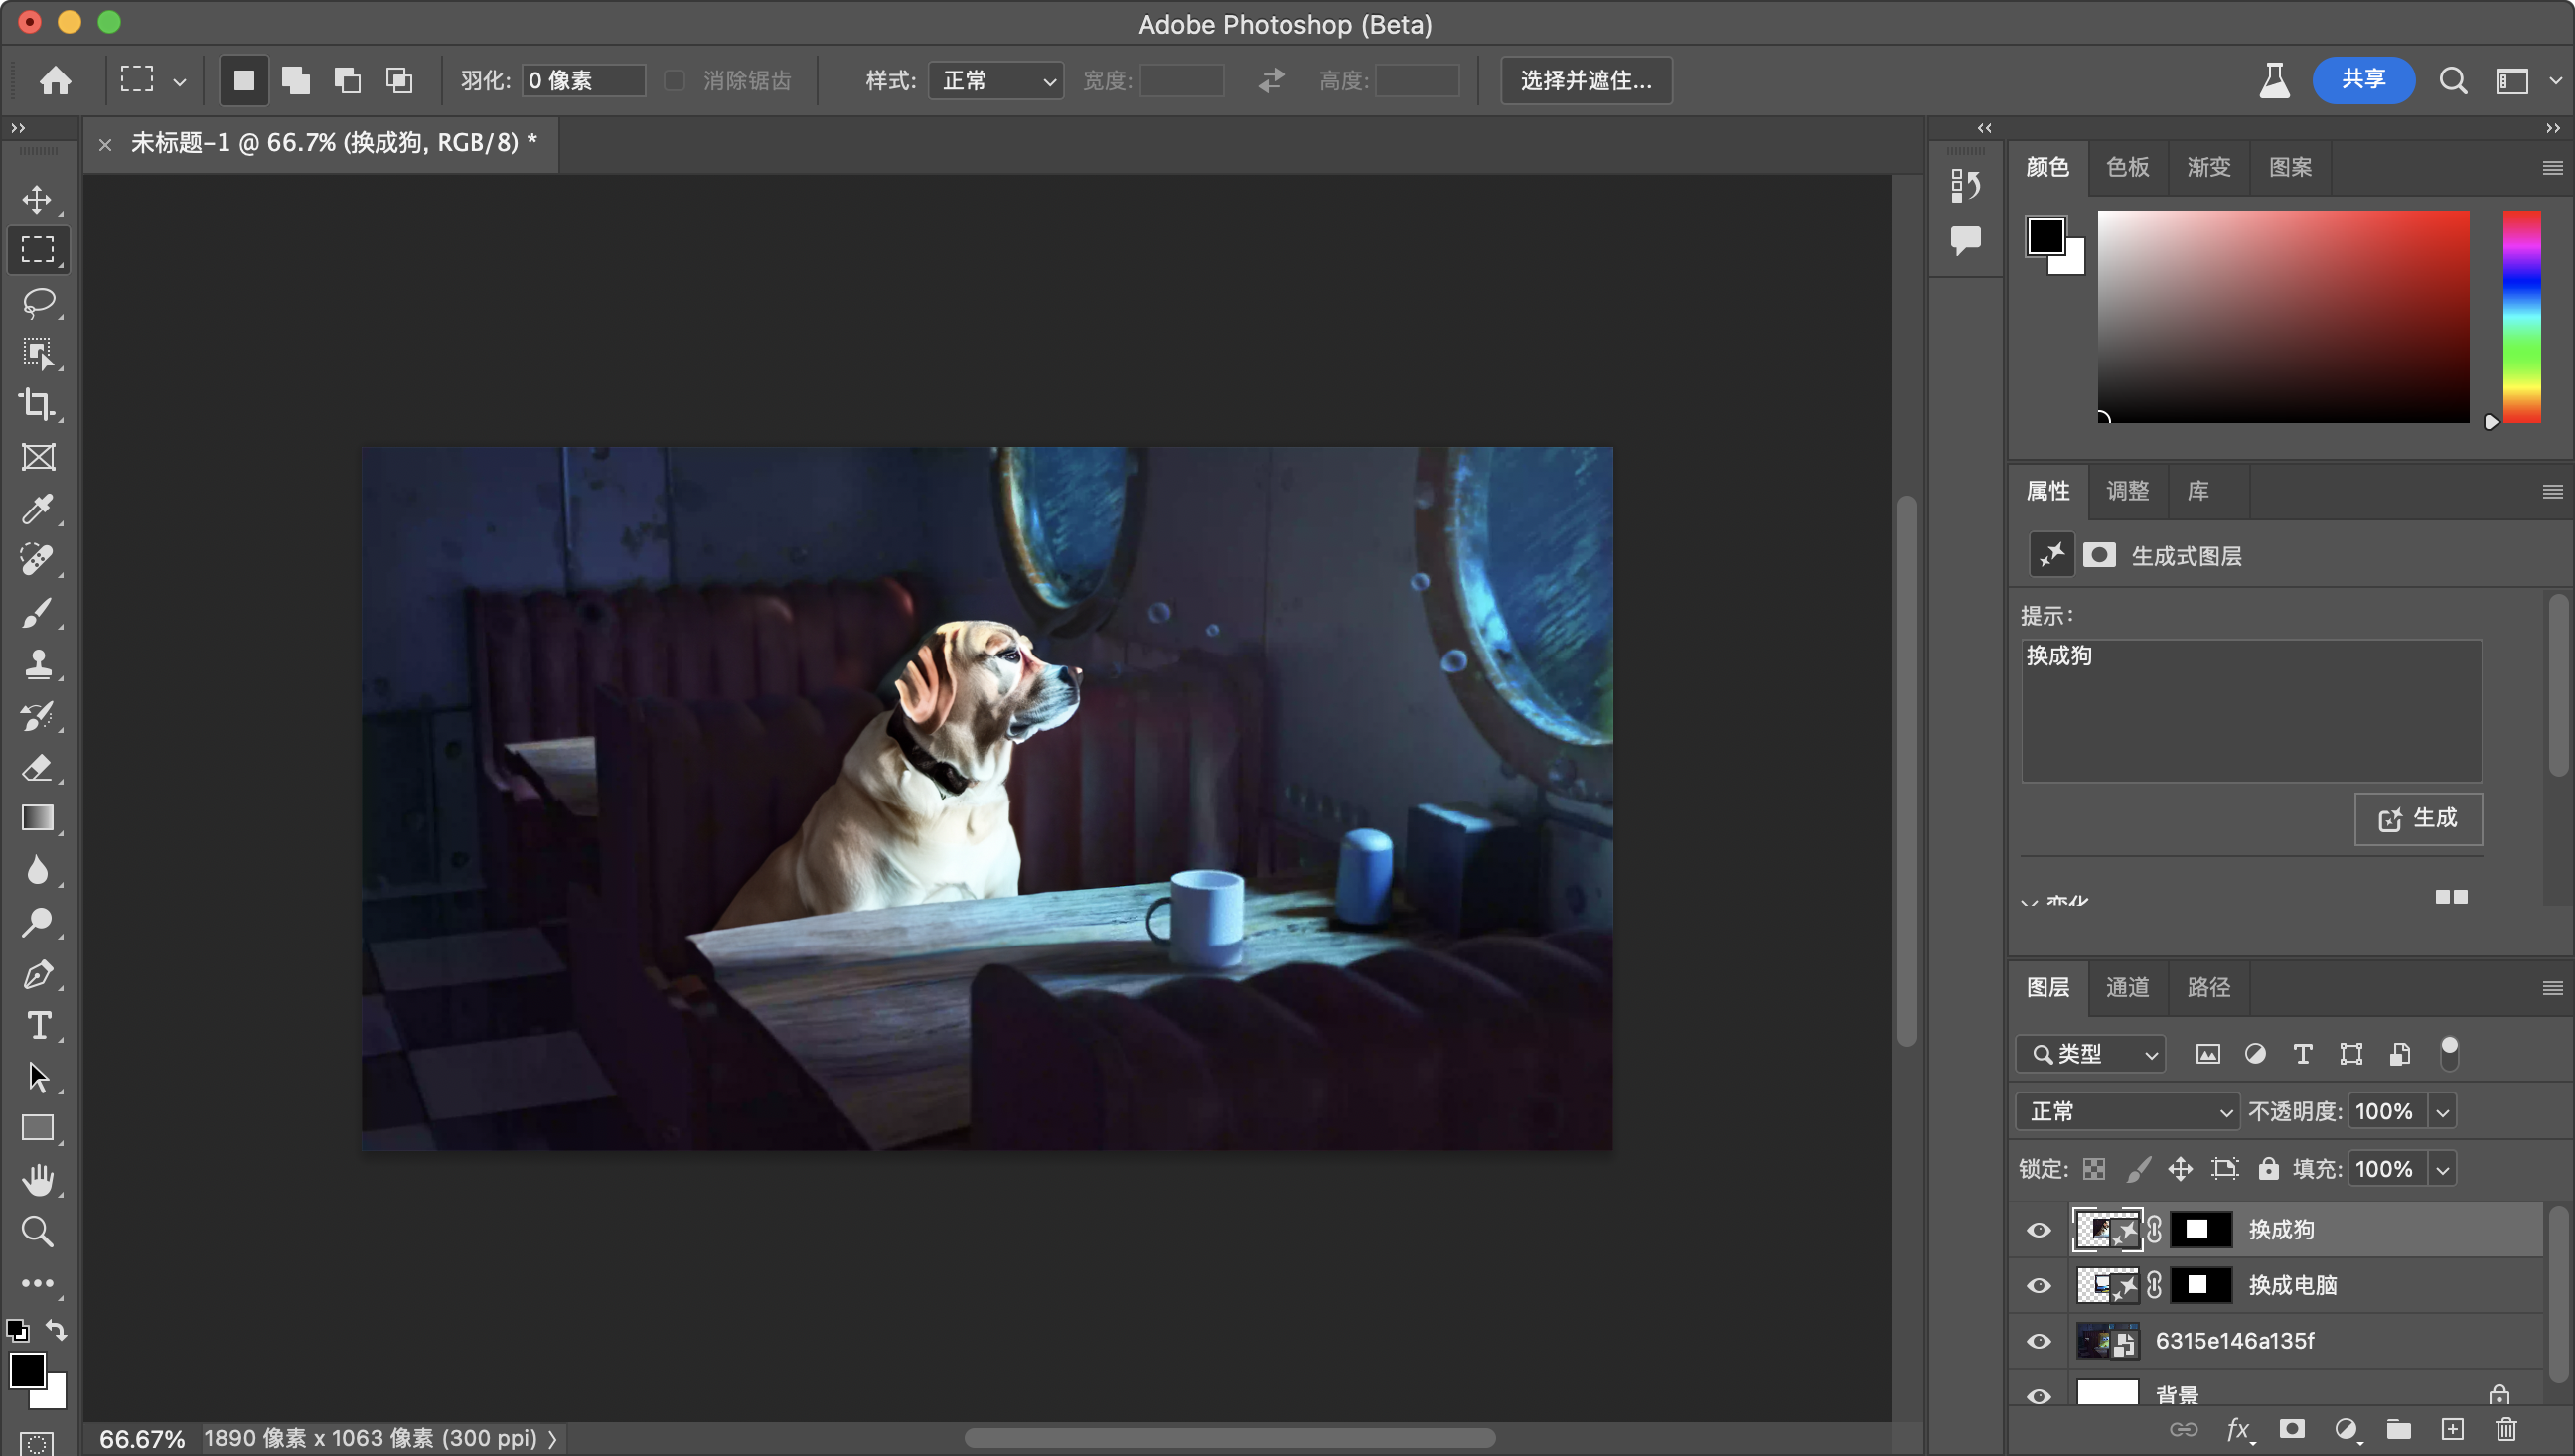 Adobe Photoshop (Beta)
羽化: 0 像素 消除锯齿 样式: 正常 宽度: 高度: 选择并遮住... 共享
未标题-1 @ 66.7% (换成狗, RGB/8) *
颜色 色板 渐变 图案
属性 调整 库
生成式图层
提示:
换成狗
生成
变化
图层 通道 路径
类型
正常 不透明度: 100%
锁定: 填充: 100%
换成狗
换成电脑
6315e146a135f
背景
fx
66.67% 1890 像素 x 1063 像素 (300 ppi)